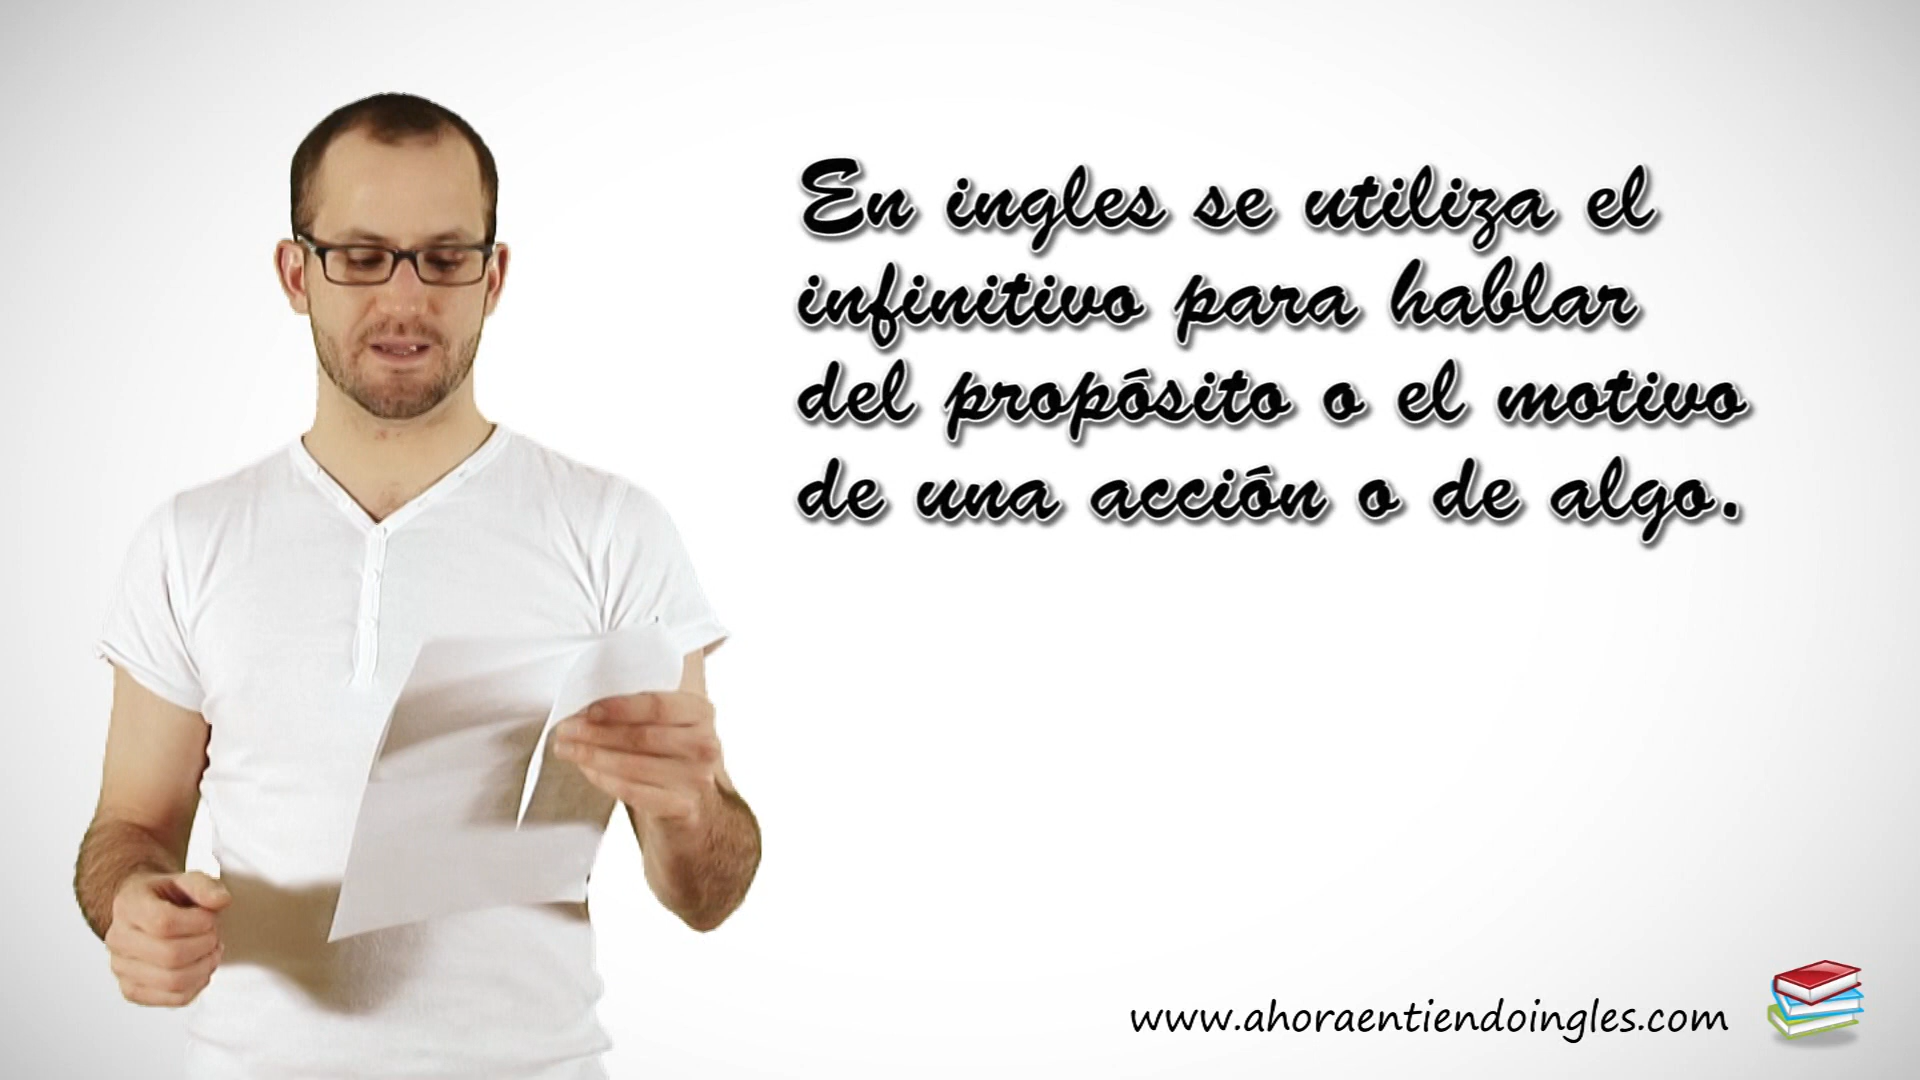 En ingles se utiliza el
infinitivo para hablar
del propósito o el motivo
de una acción o de algo.
www.ahoraentiendoingles.com